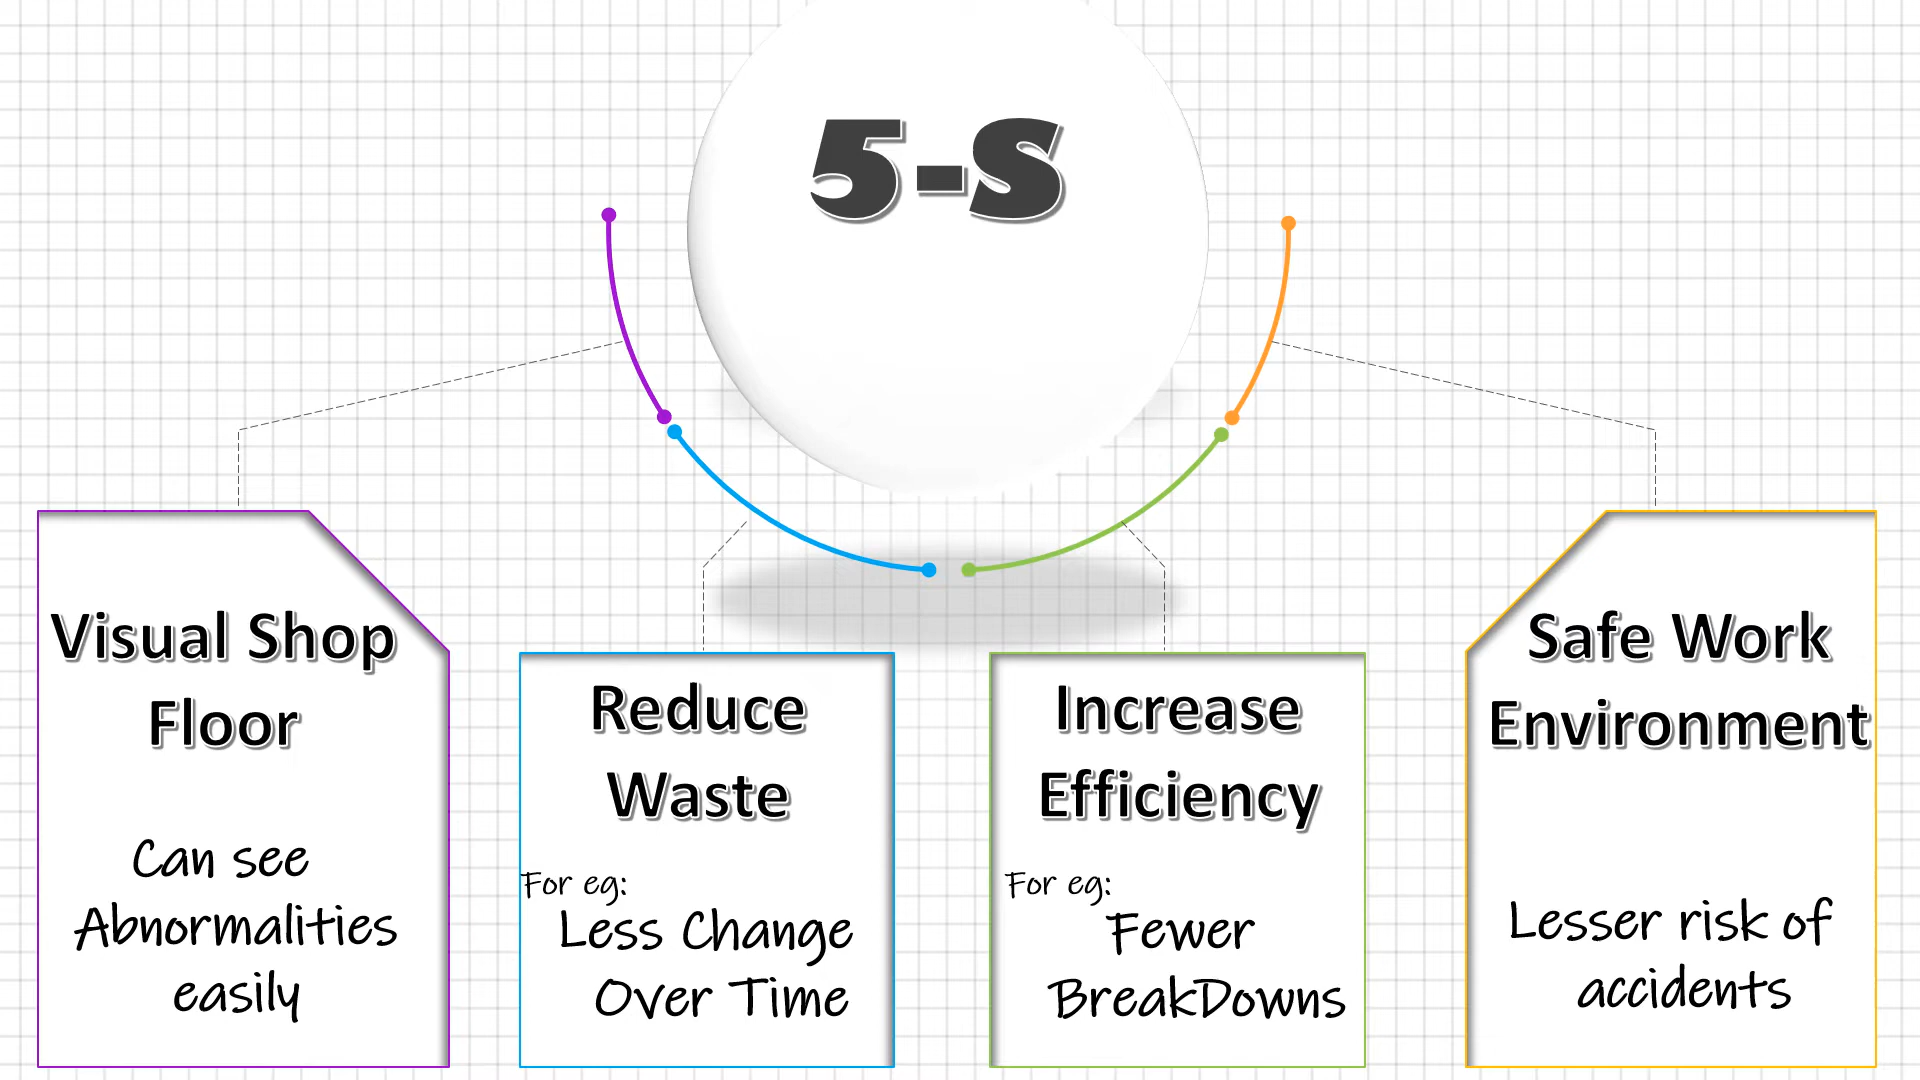 5-S
Visual Shop
Floor
Can see
Abnormalities
easily
Reduce
Waste
For eg:
Less Change
Over Time
Increase
Efficiency
For eg:
Fewer
BreakDowns
Safe Work
Environment
Lesser risk of
accidents